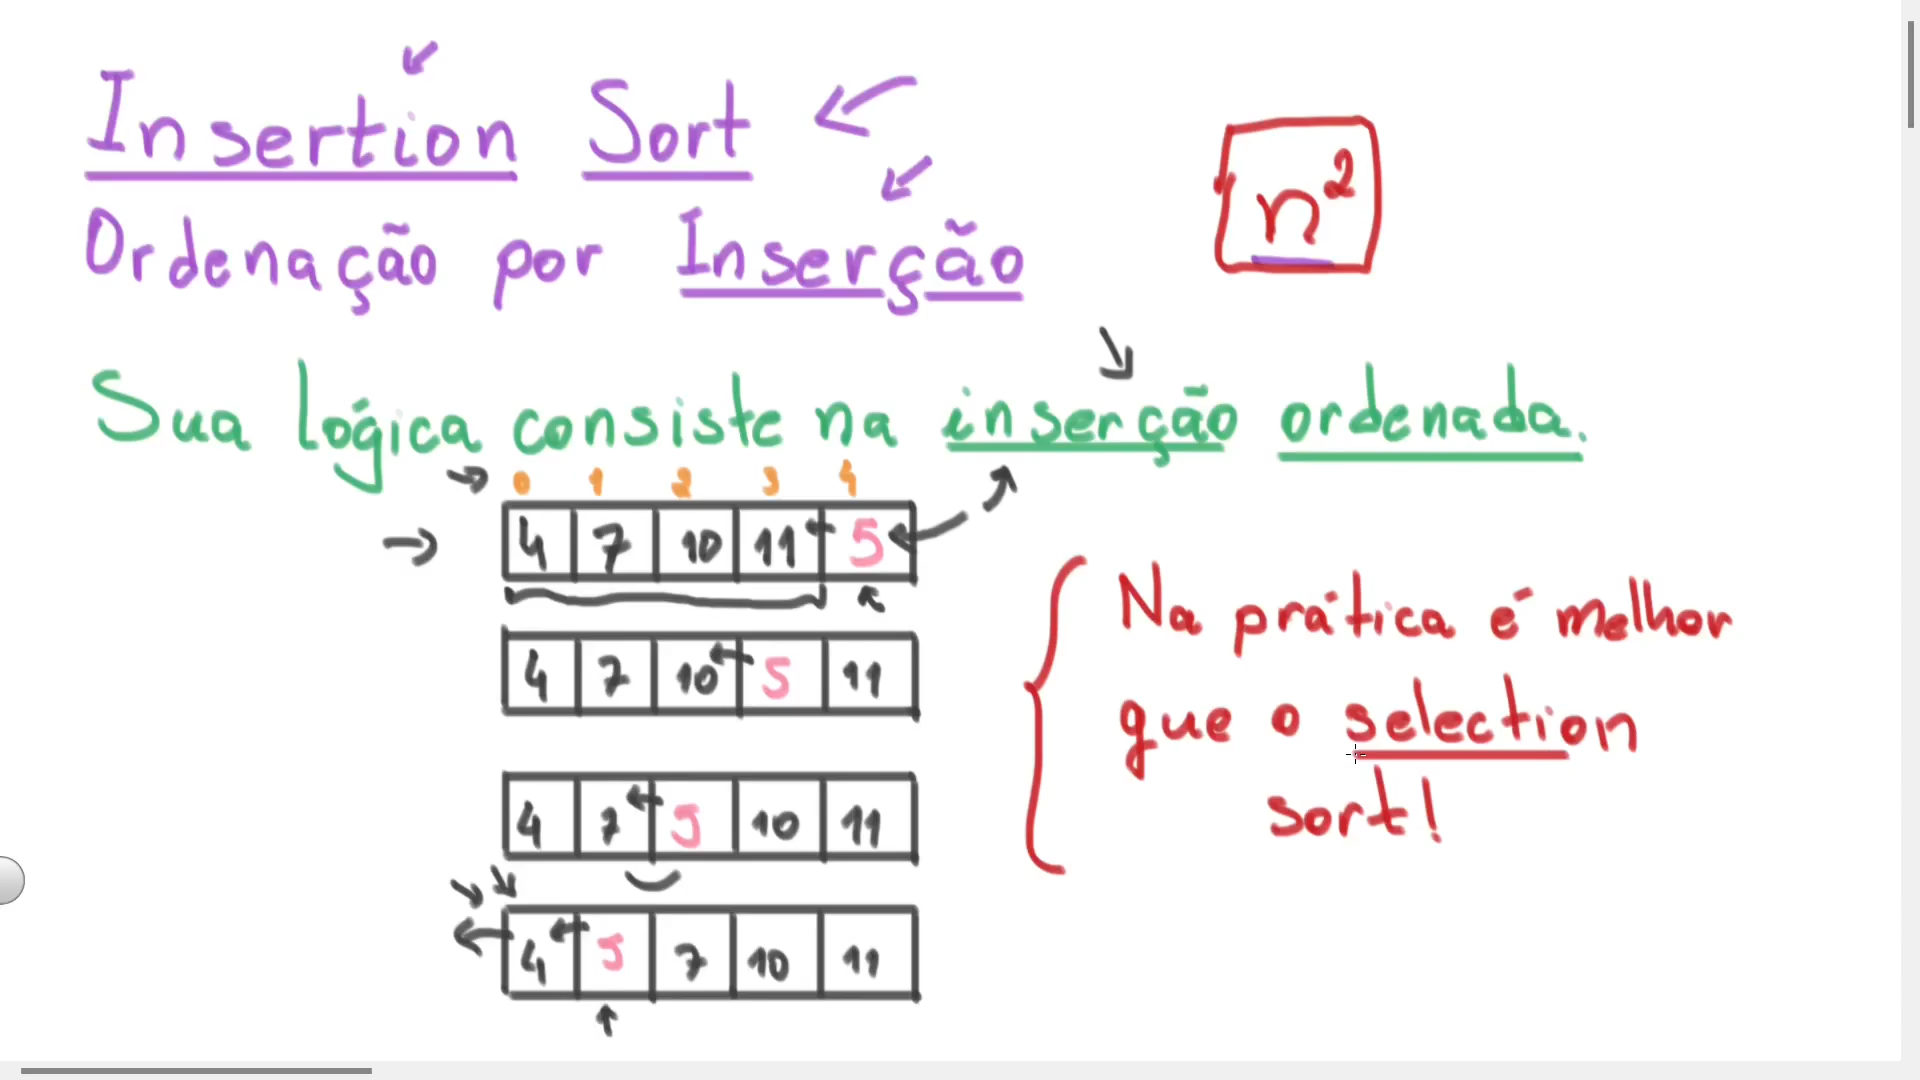 Insertion Sort
n²
Ordenação por Inserção
Sua lógica consiste na inserção ordenada.
0 1 2 3 4
4 7 10 11 5
4 7 10 5 11
4 7 5 10 11
4 5 7 10 11
Na prática é melhor
que o selection
sort!